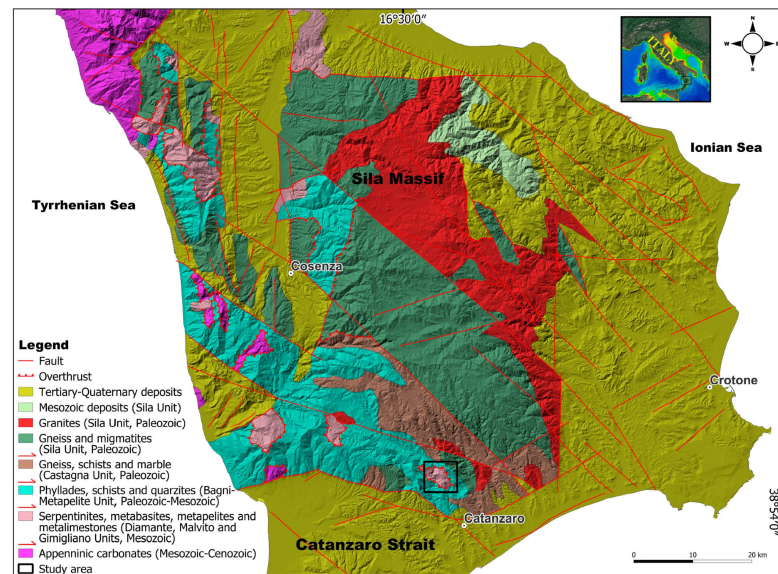 16°30'0"
ITALY
N
W
E
S
Ionian Sea
Sila Massif
Tyrrhenian Sea
Cosenza
Legend
Fault
Overthrust
Tertiary-Quaternary deposits
Mesozoic deposits (Sila Unit)
Granites (Sila Unit, Paleozoic)
Gneiss and migmatites
(Sila Unit, Paleozoic)
Gneiss, schists and marble
(Castagna Unit, Paleozoic)
Phyllades, schists and quarzites (Bagni-
Metapelite Unit, Paleozoic-Mesozoic)
Serpentinites, metabasites, metapelites and
metalimestones (Diamante, Malvito and
Gimigliano Units, Mesozoic)
Appenninic carbonates (Mesozoic-Cenozoic)
Study area
Crotone
38°54'0"
Catanzaro
Catanzaro Strait
0 10 20 km